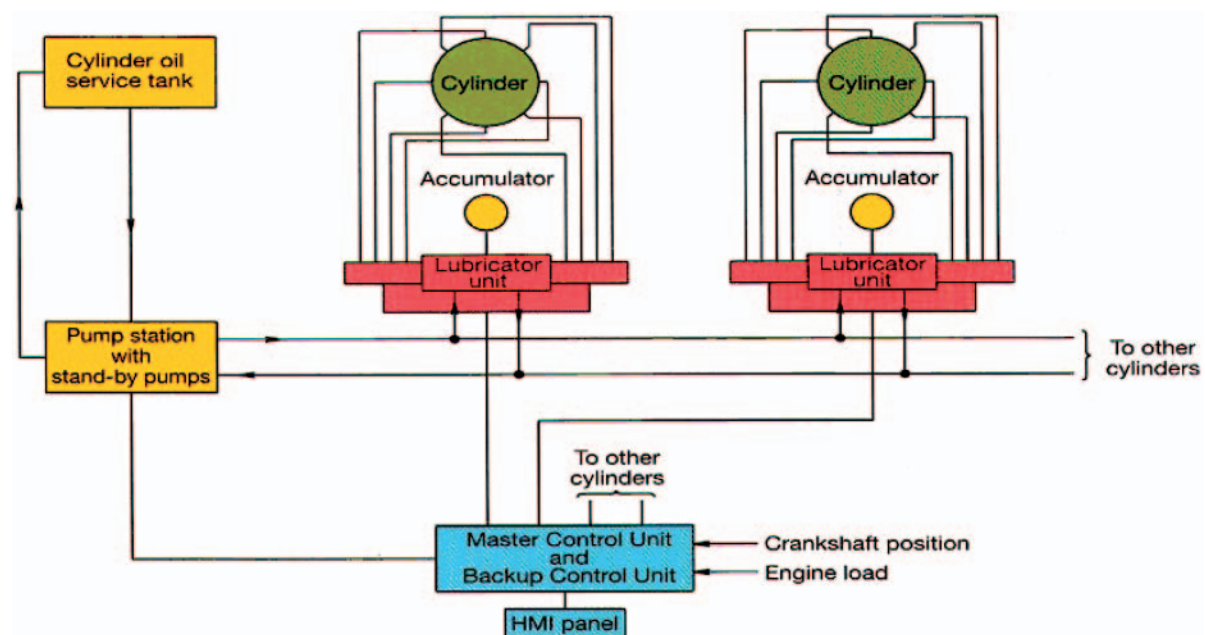 Cylinder oil
service tank
Cylinder
Accumulator
Lubricator
unit
Cylinder
Accumulator
Lubricator
unit
Pump station
with
stand-by pumps
To other
cylinders
To other
cylinders
Master Control Unit
and
Backup Control Unit
Crankshaft position
Engine load
HMI panel